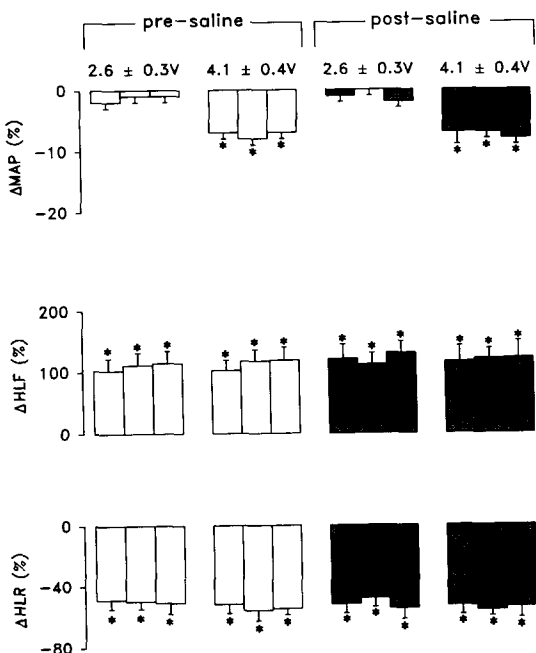 pre-saline post-saline
2.6 ± 0.3V 4.1 ± 0.4V 2.6 ± 0.3V 4.1 ± 0.4V
ΔMAP (%)
0
-10
-20
* * * * * *
ΔHLF (%)
200
100
0
* * * * * * * * * * * *
ΔHLR (%)
0
-40
-80
* * * * * * * * * * * *